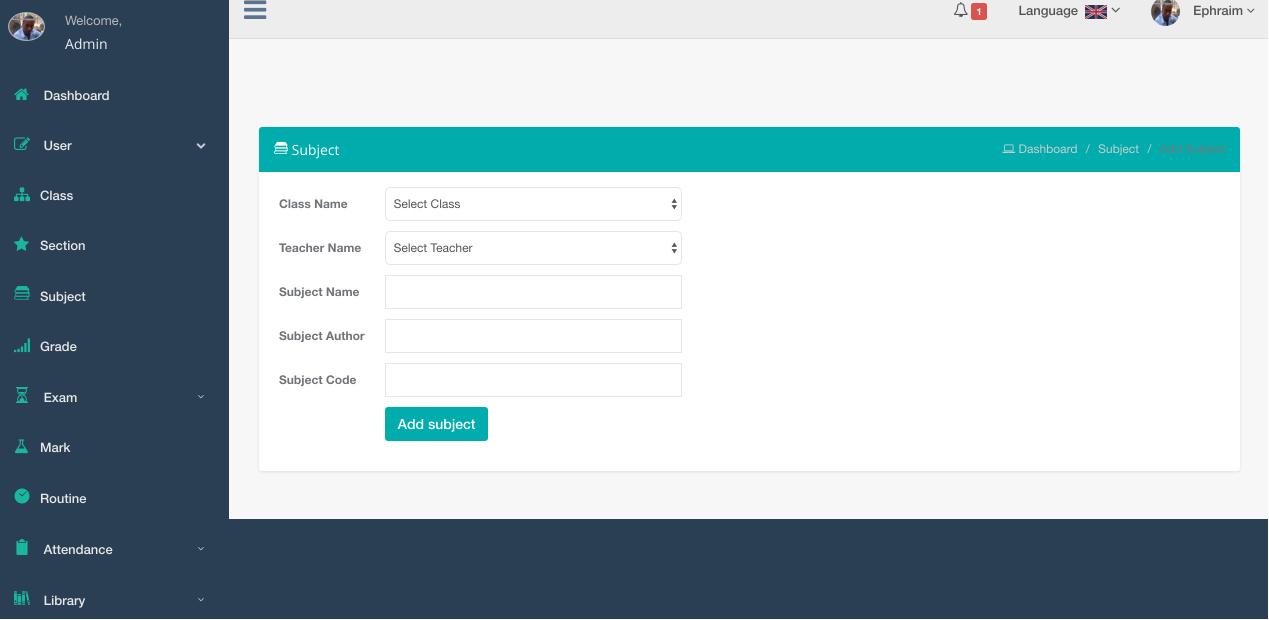 Welcome,
Admin
Dashboard
User
Class
Section
Subject
Grade
Exam
Mark
Routine
Attendance
Library
1
Language
Ephraim
Subject
Dashboard / Subject / Add Subject
Class Name
Select Class
Teacher Name
Select Teacher
Subject Name
Subject Author
Subject Code
Add subject